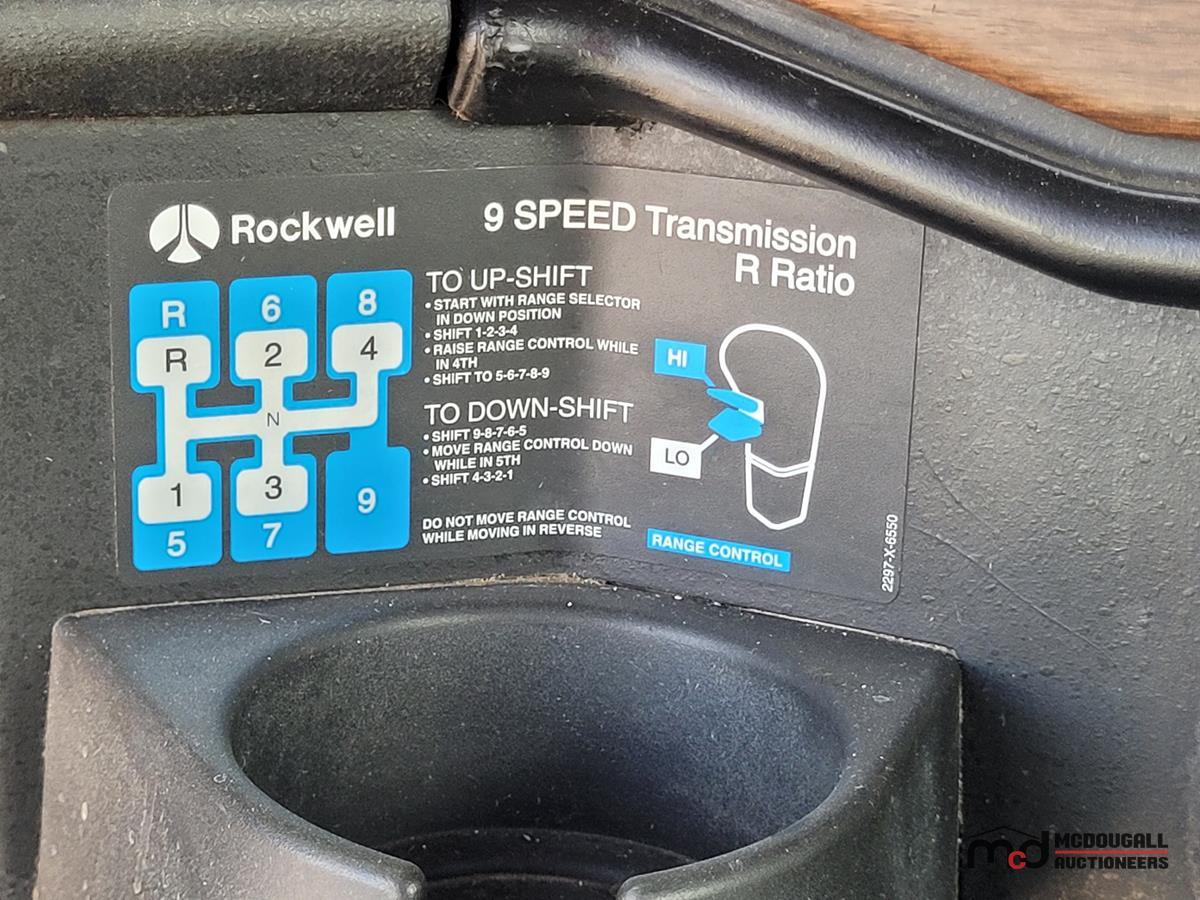 Rockwell
9 SPEED Transmission
R Ratio
R 6 8
R 2 4
N
1 3 9
5 7
TO UP-SHIFT
• START WITH RANGE SELECTOR
IN DOWN POSITION
• SHIFT 1-2-3-4
• RAISE RANGE CONTROL WHILE
IN 4TH
• SHIFT TO 5-6-7-8-9
TO DOWN-SHIFT
• SHIFT 9-8-7-6-5
• MOVE RANGE CONTROL DOWN
WHILE IN 5TH
• SHIFT 4-3-2-1
DO NOT MOVE RANGE CONTROL
WHILE MOVING IN REVERSE
HI
LO
RANGE CONTROL
2297-X-6550
mcd MCDOUGALL
AUCTIONEERS